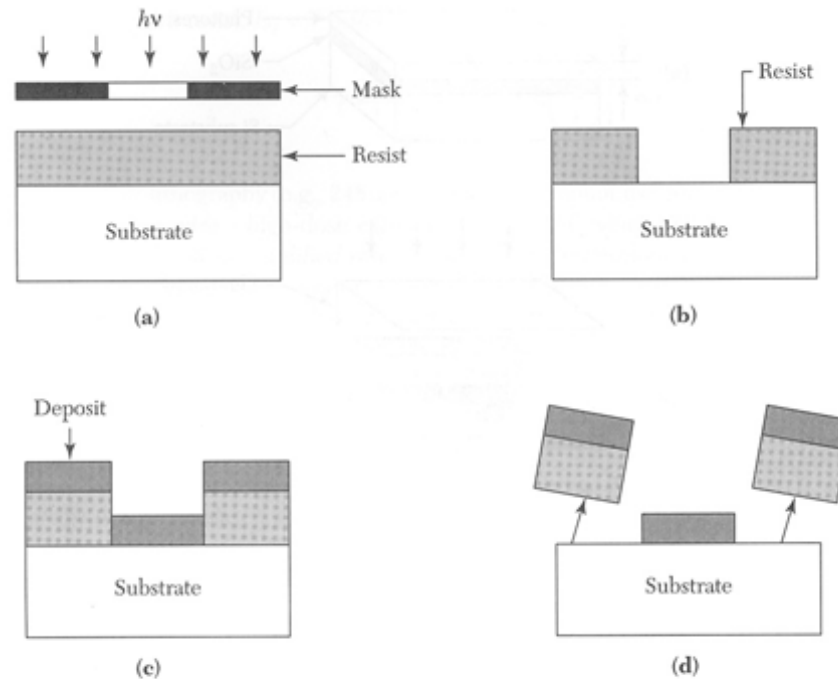 hν
Mask
Resist
Substrate
(a)
Resist
Substrate
(b)
Deposit
Substrate
(c)
Substrate
(d)